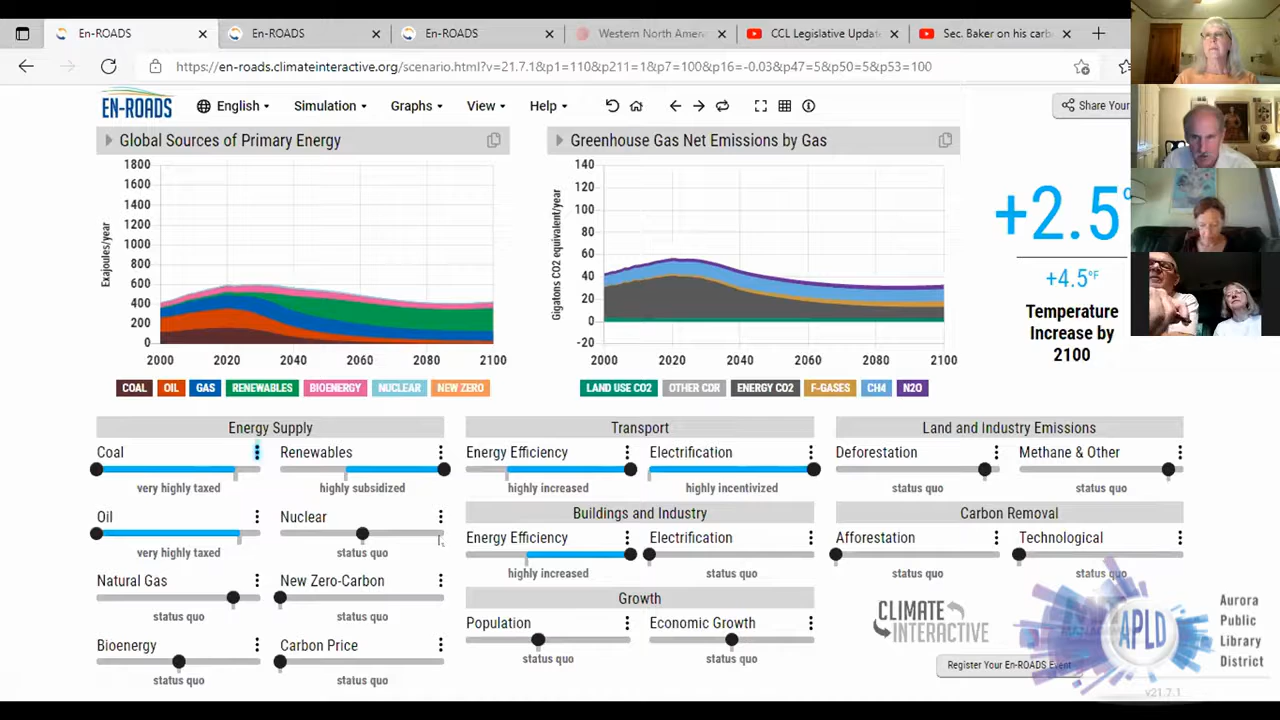 En-ROADS
En-ROADS
En-ROADS
Western North Amer
CCL Legislative Updat
Sec. Baker on his carb
https://en-roads.climateinteractive.org/scenario.html?v=21.7.1&p1=110&p211=1&p7=100&p16=-0.03&p47=5&p50=5&p53=100
EN-ROADS
English
Simulation
Graphs
View
Help
Share Your
Global Sources of Primary Energy
Greenhouse Gas Net Emissions by Gas
Exajoules/year
1800
1600
1400
1200
1000
800
600
400
200
0
2000 2020 2040 2060 2080 2100
Gigatons CO2 equivalent/year
140
120
100
80
60
40
20
0
-20
2000 2020 2040 2060 2080 2100
+2.5°
+4.5°F
Temperature
Increase by
2100
COAL OIL GAS RENEWABLES BIOENERGY NUCLEAR NEW ZERO
LAND USE CO2 OTHER CDR ENERGY CO2 F-GASES CH4 N2O
Energy Supply
Coal
very highly taxed
Renewables
highly subsidized
Oil
very highly taxed
Nuclear
status quo
Natural Gas
status quo
New Zero-Carbon
status quo
Bioenergy
status quo
Carbon Price
status quo
Transport
Energy Efficiency
highly increased
Electrification
highly incentivized
Buildings and Industry
Energy Efficiency
highly increased
Electrification
status quo
Growth
Population
status quo
Economic Growth
status quo
Land and Industry Emissions
Deforestation
status quo
Methane & Other
status quo
Carbon Removal
Afforestation
status quo
Technological
status quo
CLIMATE
INTERACTIVE
Register Your En-ROADS Event
APLD
Aurora
Public
Library
District
v21.7.1